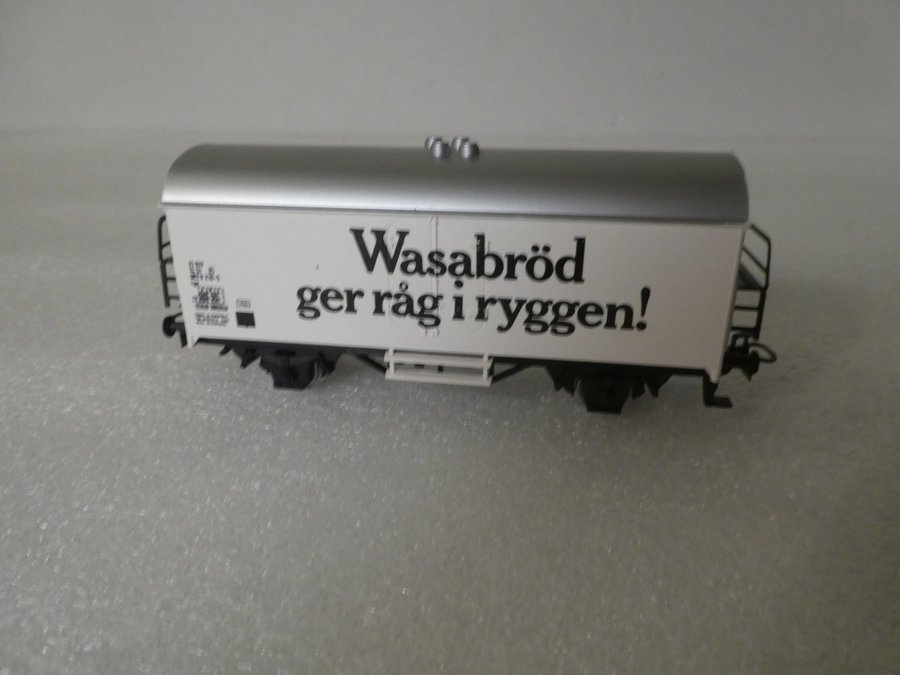 Wasabröd
ger råg i ryggen!